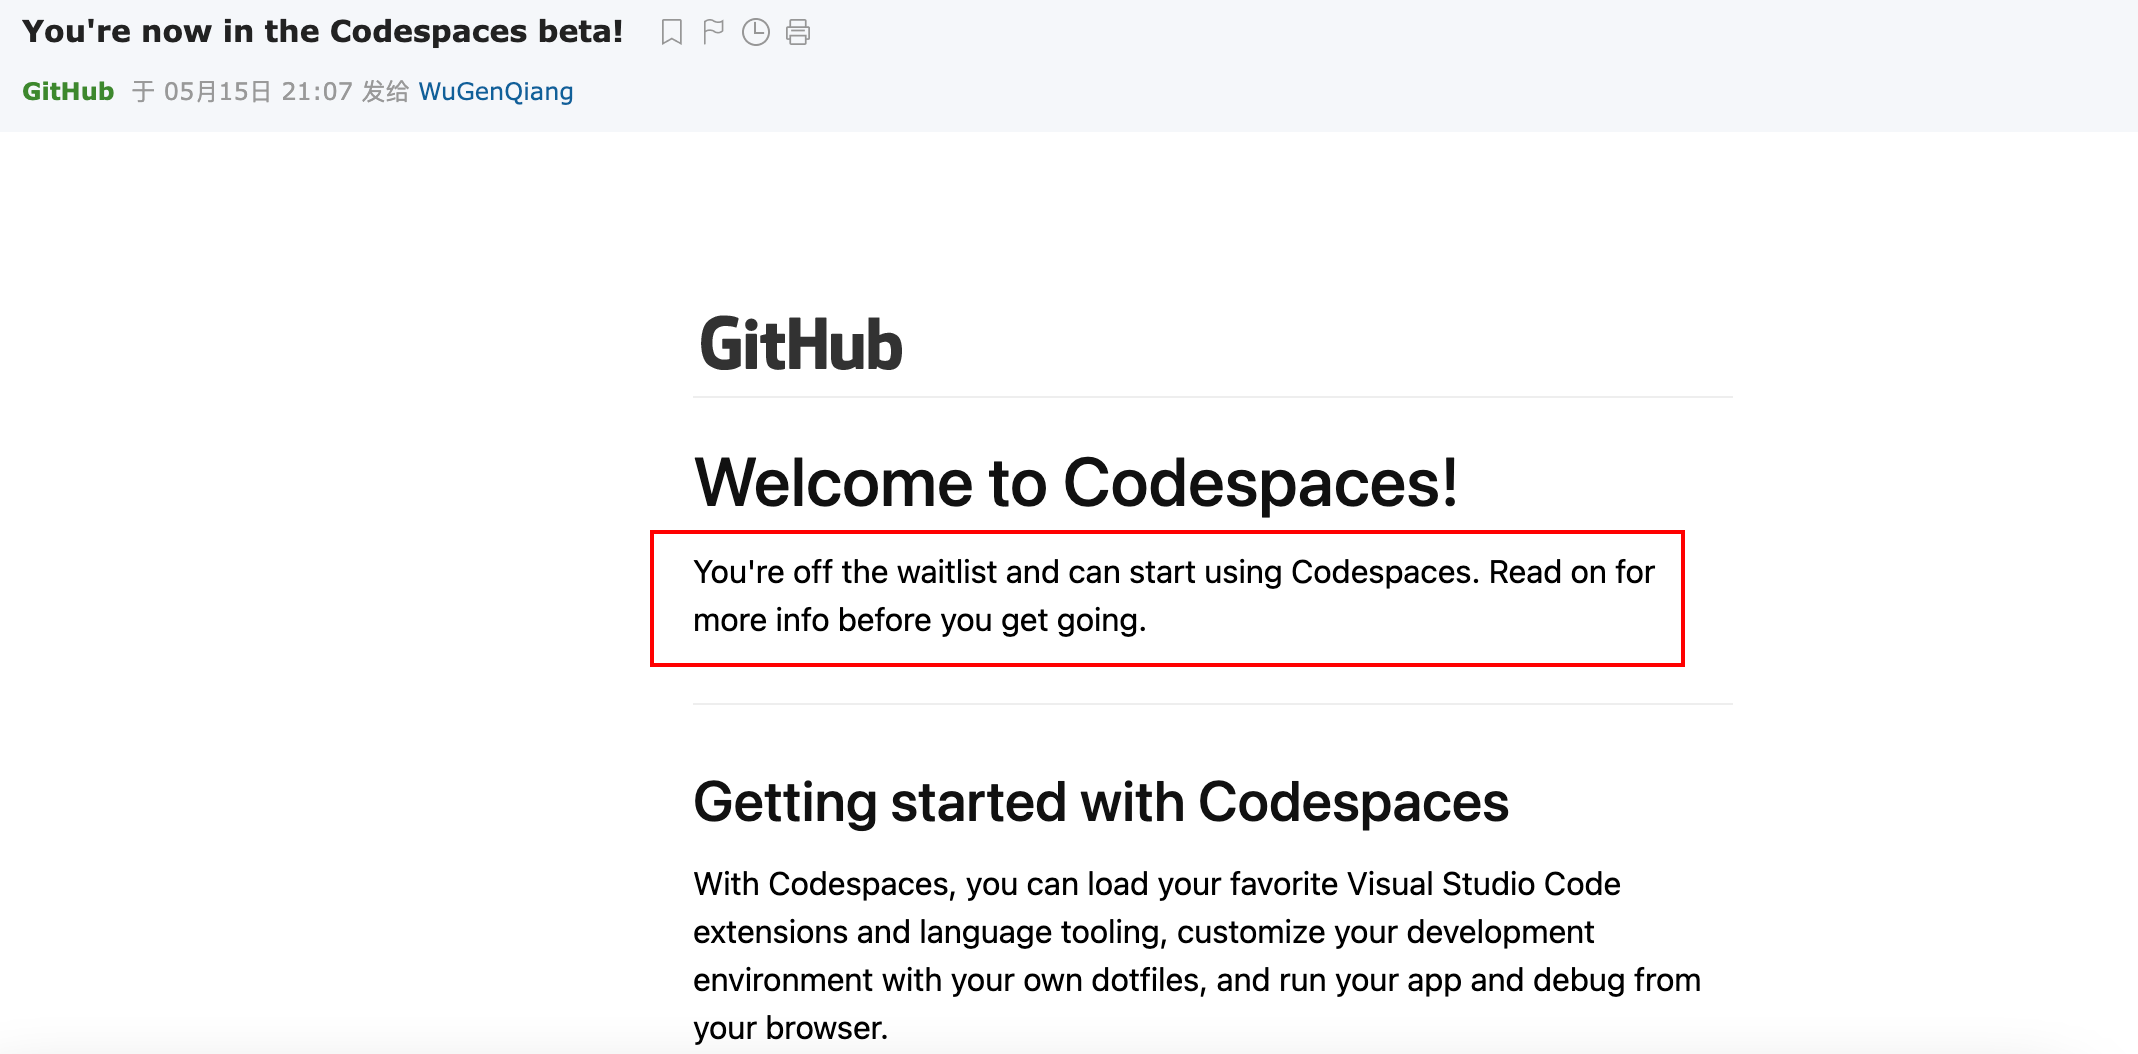 You're now in the Codespaces beta!
GitHub 于 05月15日 21:07 发给 WuGenQiang
GitHub
Welcome to Codespaces!
You're off the waitlist and can start using Codespaces. Read on for
more info before you get going.
Getting started with Codespaces
With Codespaces, you can load your favorite Visual Studio Code
extensions and language tooling, customize your development
environment with your own dotfiles, and run your app and debug from
your browser.